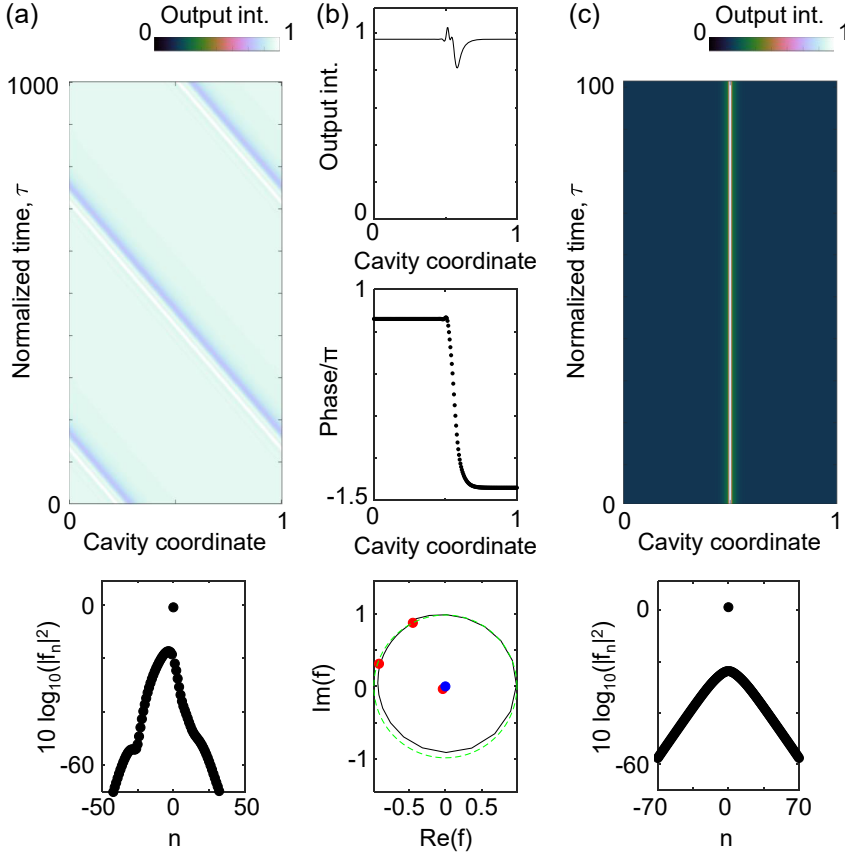 (a)
Output int.
0 1
1000
Normalized time, τ
0
0 1
Cavity coordinate
0
10 log10(|fn|²)
-60
-50 0 50
n
(b)
1
Output int.
0
0 1
Cavity coordinate
1
Phase/π
-1.5
0 1
Cavity coordinate
1
Im(f)
0
-1
-0.5 0 0.5
Re(f)
(c)
Output int.
0 1
100
Normalized time, τ
0
0 1
Cavity coordinate
0
10 log10(|fn|²)
-60
-70 0 70
n